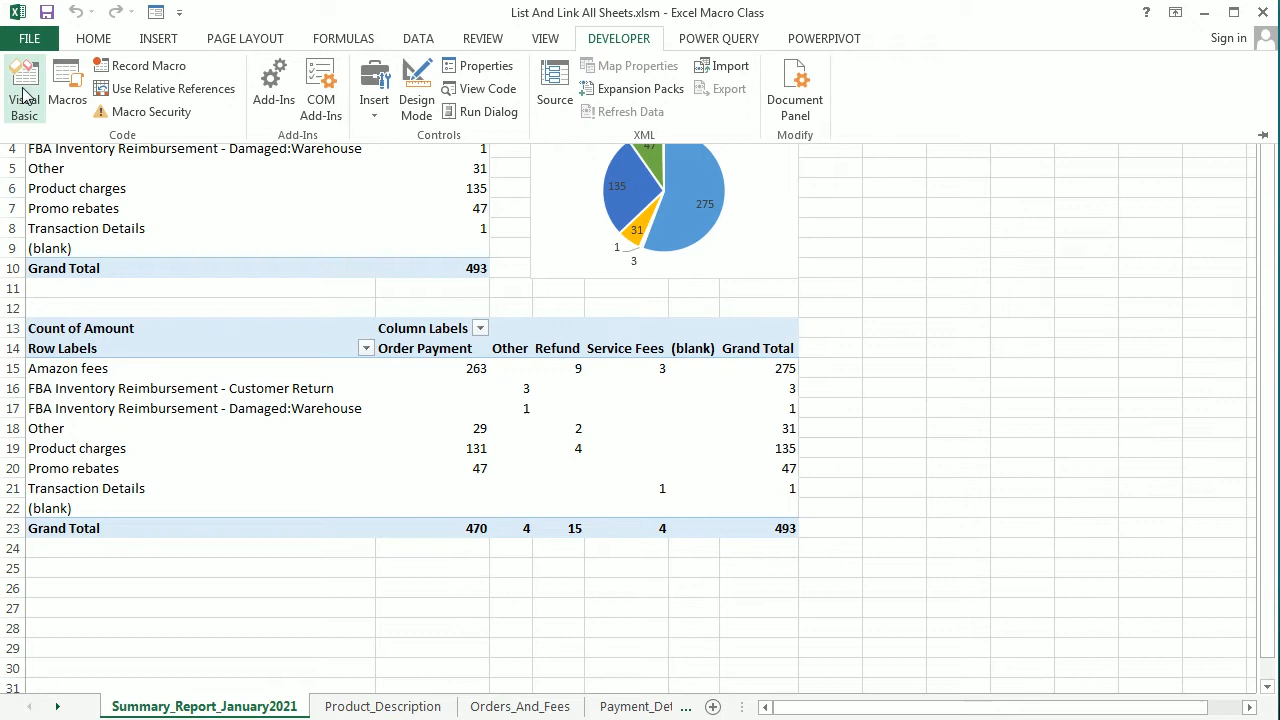 List And Link All Sheets.xlsm - Excel Macro Class
FILE HOME INSERT PAGE LAYOUT FORMULAS DATA REVIEW VIEW DEVELOPER POWER QUERY POWERPIVOT Sign in
Visual Basic
Macros
Record Macro
Use Relative References
Macro Security
Code
Add-Ins
COM Add-Ins
Add-Ins
Insert
Design Mode
Properties
View Code
Run Dialog
Controls
Source
Map Properties
Expansion Packs
Refresh Data
Import
Export
XML
Document Panel
Modify
4 FBA Inventory Reimbursement - Damaged:Warehouse 1
5 Other 31
6 Product charges 135
7 Promo rebates 47
8 Transaction Details 1
9 (blank)
10 Grand Total 493
47
135
275
31
1
3
11
12
13 Count of Amount Column Labels
14 Row Labels Order Payment Other Refund Service Fees (blank) Grand Total
15 Amazon fees 263 9 3 275
16 FBA Inventory Reimbursement - Customer Return 3 3
17 FBA Inventory Reimbursement - Damaged:Warehouse 1 1
18 Other 29 2 31
19 Product charges 131 4 135
20 Promo rebates 47 47
21 Transaction Details 1 1
22 (blank)
23 Grand Total 470 4 15 4 493
24
25
26
27
28
29
30
31
Summary_Report_January2021 Product_Description Orders_And_Fees Payment_Det ...